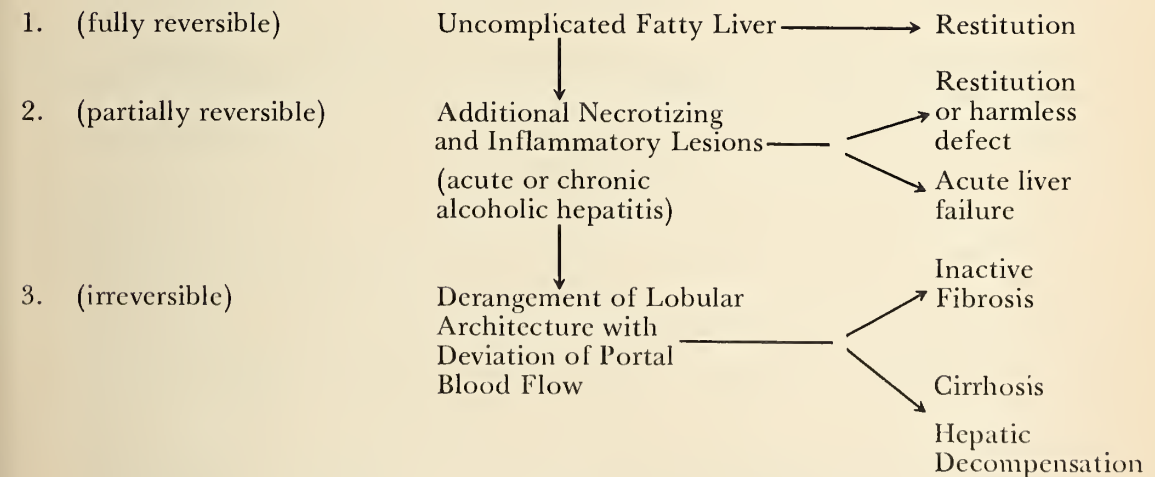 1. (fully reversible) Uncomplicated Fatty Liver Restitution
2. (partially reversible) Additional Necrotizing
and Inflammatory Lesions
(acute or chronic
alcoholic hepatitis)
Restitution
or harmless
defect
Acute liver
failure
3. (irreversible) Derangement of Lobular
Architecture with
Deviation of Portal
Blood Flow
Inactive
Fibrosis
Cirrhosis
Hepatic
Decompensation